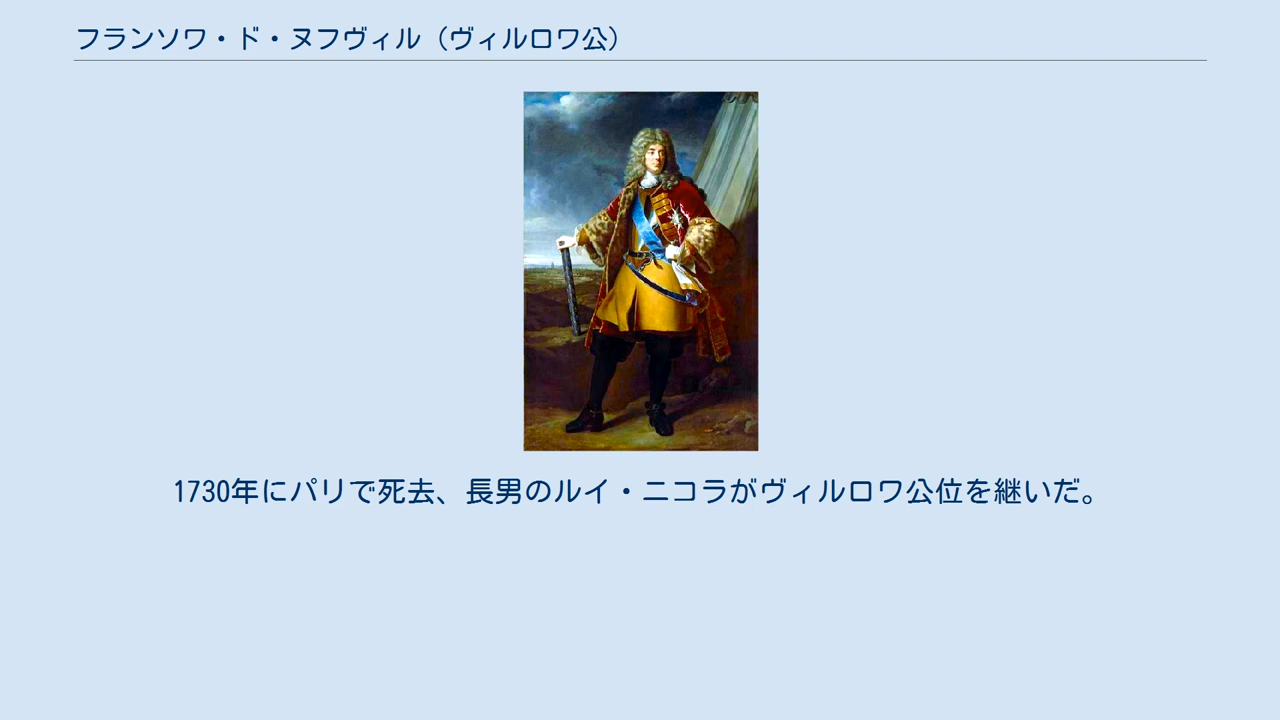 フランソワ・ド・ヌフヴィル（ヴィルロワ公）
1730年にパリで死去、長男のルイ・ニコラがヴィルロワ公位を継いだ。